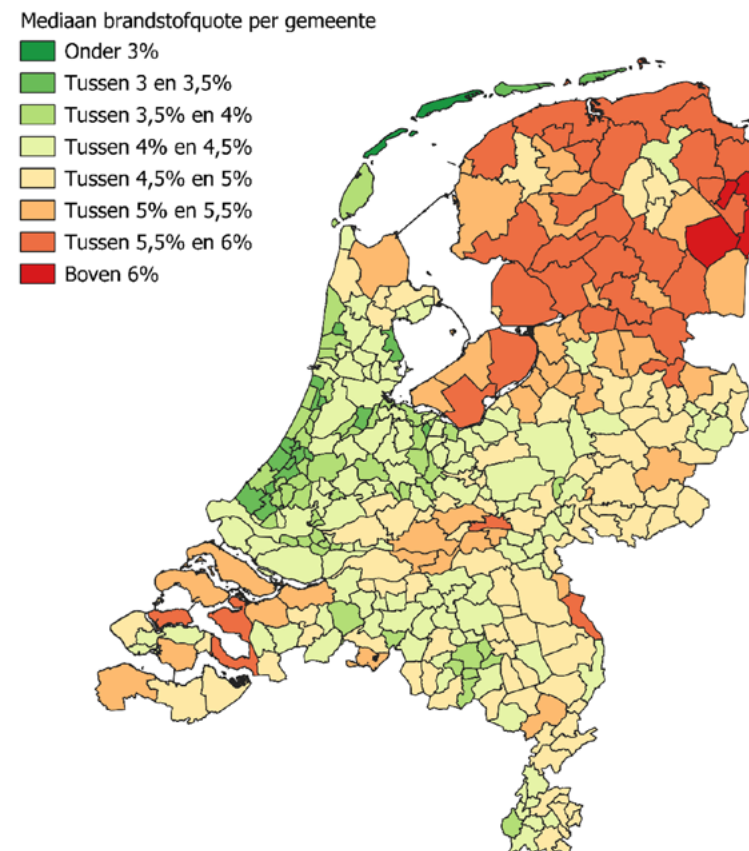 Mediaan brandstofquote per gemeente
Onder 3%
Tussen 3 en 3,5%
Tussen 3,5% en 4%
Tussen 4% en 4,5%
Tussen 4,5% en 5%
Tussen 5% en 5,5%
Tussen 5,5% en 6%
Boven 6%